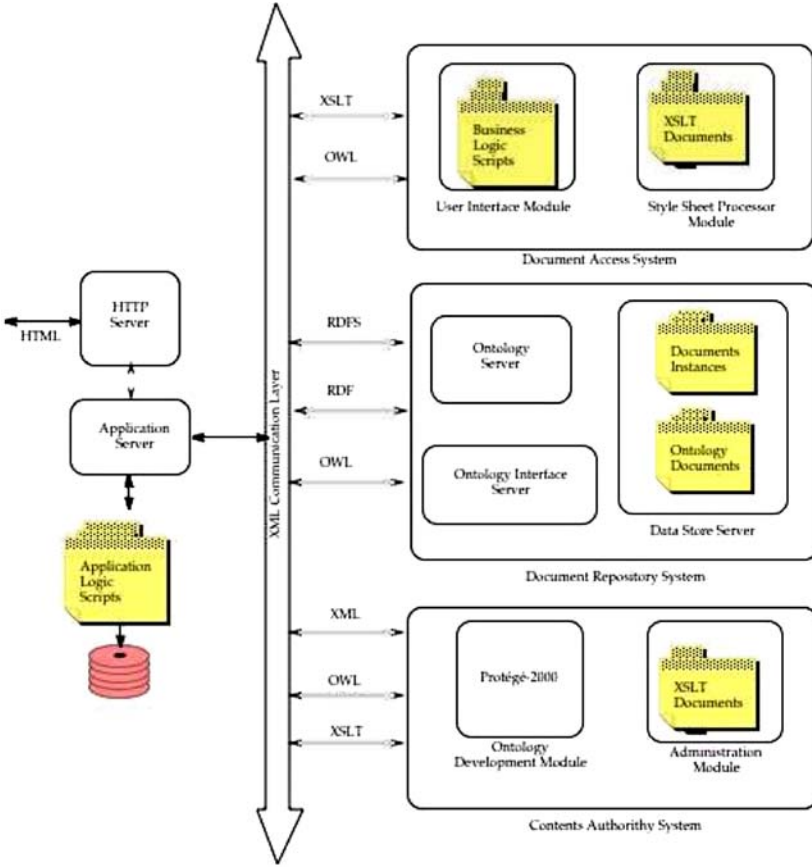 XSLT
OWL
Business
Logic
Scripts
User Interface Module
XSLT
Documents
Style Sheet Processor
Module
Document Access System
HTML
HTTP
Server
Application
Server
Application
Logic
Scripts
XML Communication Layer
RDFS
RDF
OWL
Ontology
Server
Ontology Interface
Server
Documents
Instances
Ontology
Documents
Data Store Server
Document Repository System
XML
OWL
XSLT
Protégé-2000
Ontology
Development Module
XSLT
Documents
Administration
Module
Contents Authorithy System